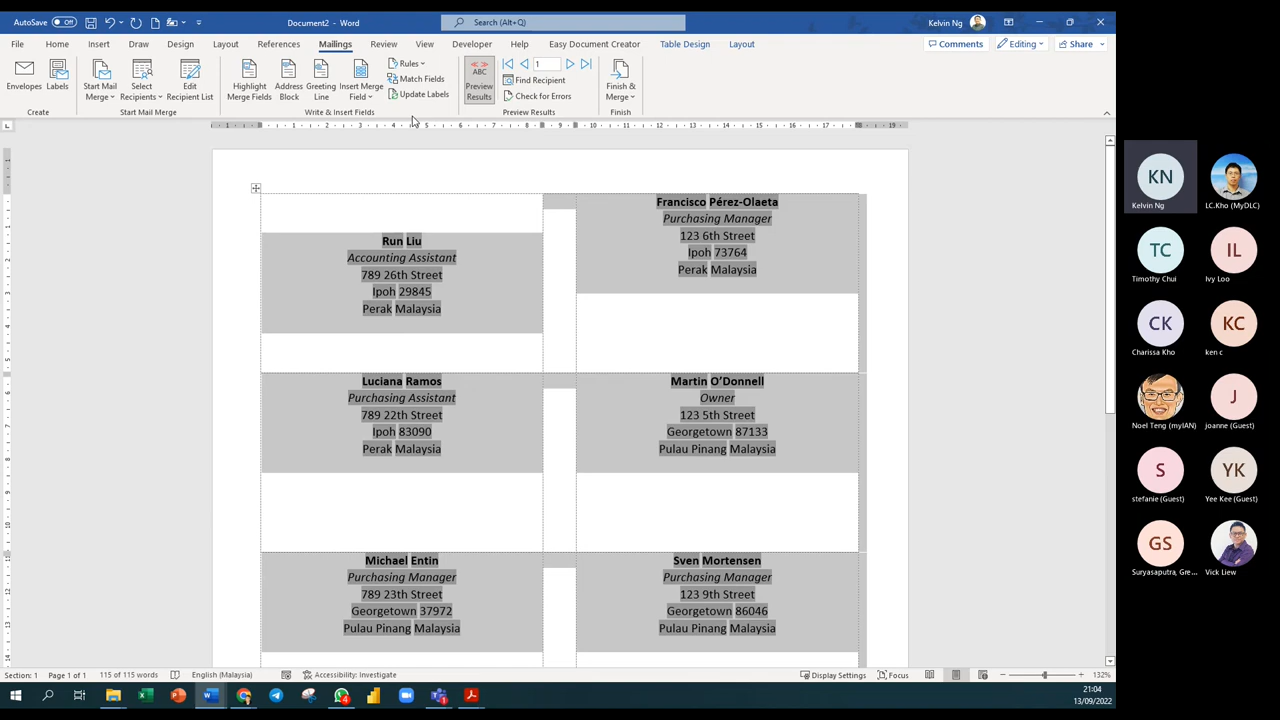 AutoSave Off
Document2 - Word
Search (Alt+Q)
Kelvin Ng
File Home Insert Draw Design Layout References Mailings Review View Developer Help Easy Document Creator Table Design Layout
Comments Editing Share
Envelopes Labels
Create
Start Mail Merge
Select Recipients
Edit Recipient List
Start Mail Merge
Highlight Merge Fields
Address Block
Greeting Line
Insert Merge Field
Rules
Match Fields
Update Labels
Write & Insert Fields
ABC
Preview Results
1
Find Recipient
Check for Errors
Preview Results
Finish & Merge
Finish
Run Liu
Accounting Assistant
789 26th Street
Ipoh 29845
Perak Malaysia
Francisco Pérez-Olaeta
Purchasing Manager
123 6th Street
Ipoh 73764
Perak Malaysia
Luciana Ramos
Purchasing Assistant
789 22th Street
Ipoh 83090
Perak Malaysia
Martin O’Donnell
Owner
123 5th Street
Georgetown 87133
Pulau Pinang Malaysia
Michael Entin
Purchasing Manager
789 23th Street
Georgetown 37972
Pulau Pinang Malaysia
Sven Mortensen
Purchasing Manager
123 9th Street
Georgetown 86046
Pulau Pinang Malaysia
Section: 1 Page 1 of 1 115 of 115 words English (Malaysia) Accessibility: Investigate
Display Settings Focus 132%
21:04
13/09/2022
KN
Kelvin Ng
LC.Kho (MyDLC)
TC
Timothy Chui
IL
Ivy Loo
CK
Charissa Kho
KC
ken c
Noel Teng (myIAN)
J
joanne (Guest)
S
stefanie (Guest)
YK
Yee Kee (Guest)
GS
Suryasaputra, Gre...
Vick Liew